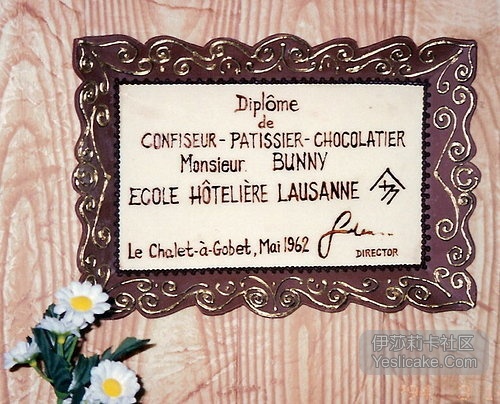 Diplôme
de
CONFISEUR - PATISSIER - CHOCOLATIER
Monsieur BUNNY
ECOLE HÔTELIÈRE LAUSANNE
Le Chalet-à-Gobet, Mai 1962
DIRECTOR
伊莎莉卡社区
Yeslicake.Com